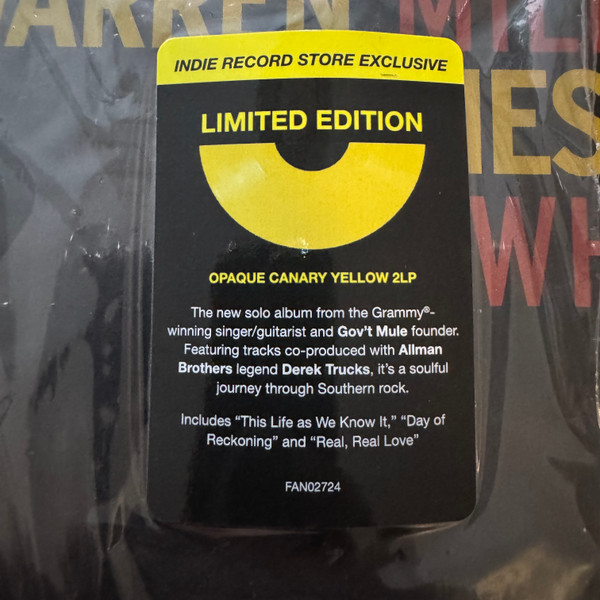 WARREN
INDIE RECORD STORE EXCLUSIVE
LIMITED EDITION
OPAQUE CANARY YELLOW 2LP
The new solo album from the Grammy®-
winning singer/guitarist and Gov't Mule founder.
Featuring tracks co-produced with Allman
Brothers legend Derek Trucks, it's a soulful
journey through Southern rock.
Includes “This Life as We Know It,” “Day of
Reckoning” and “Real, Real Love”
FAN02724